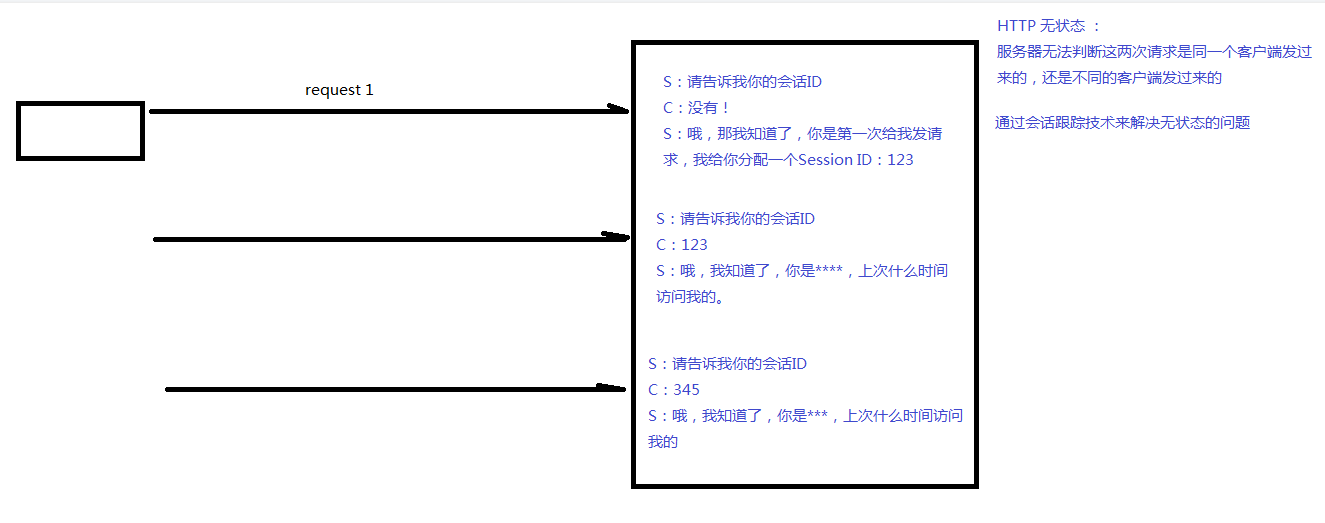 HTTP 无状态 ：
服务器无法判断这两次请求是同一个客户端发过
来的，还是不同的客户端发过来的
通过会话跟踪技术来解决无状态的问题
request 1
S：请告诉我你的会话ID
C：没有！
S：哦，那我知道了，你是第一次给我发请
求，我给你分配一个Session ID：123
S：请告诉我你的会话ID
C：123
S：哦，我知道了，你是****，上次什么时间
访问我的。
S：请告诉我你的会话ID
C：345
S：哦，我知道了，你是***，上次什么时间访问
我的